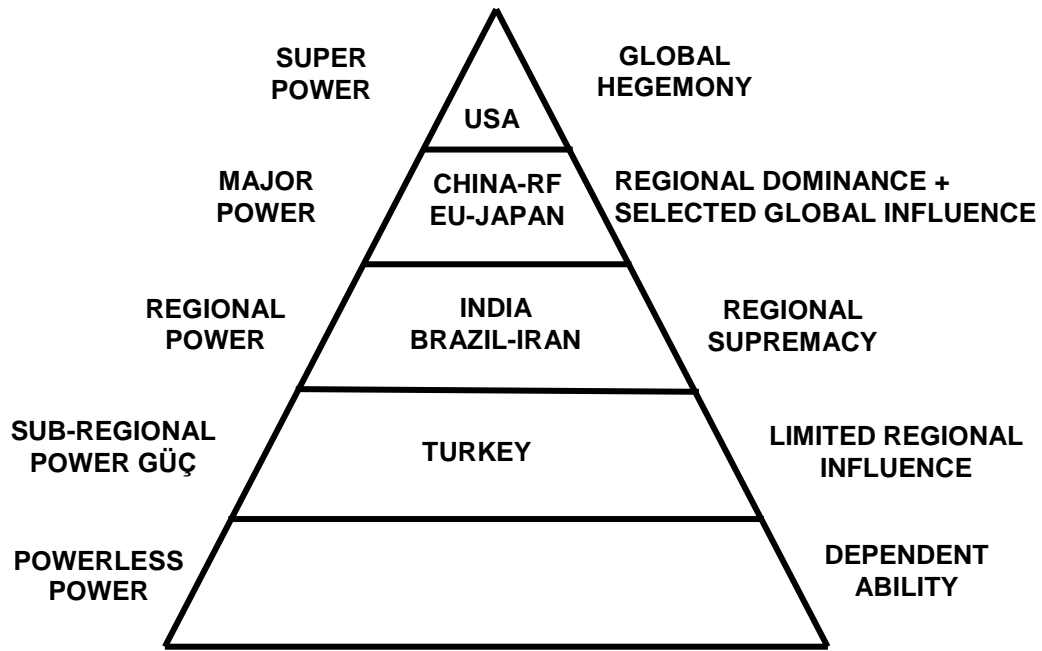 SUPER
POWER
GLOBAL
HEGEMONY
USA
MAJOR
POWER
CHINA-RF
EU-JAPAN
REGIONAL DOMINANCE +
SELECTED GLOBAL INFLUENCE
REGIONAL
POWER
INDIA
BRAZIL-IRAN
REGIONAL
SUPREMACY
SUB-REGIONAL
POWER GÜÇ
TURKEY
LIMITED REGIONAL
INFLUENCE
POWERLESS
POWER
DEPENDENT
ABILITY